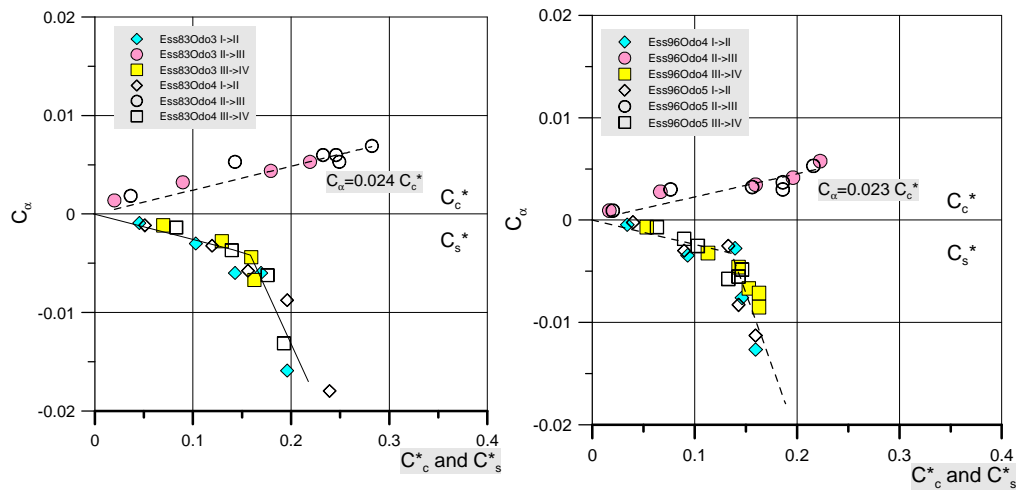 0.02
Ess83Odo3 I->II
Ess83Odo3 II->III
Ess83Odo3 III->IV
Ess83Odo4 I->II
Ess83Odo4 II->III
Ess83Odo4 III->IV
0.01
Cα=0.024 Cc*
Cα
0
Cc*
Cs*
-0.01
-0.02
0 0.1 0.2 0.3 0.4
C*c and C*s
0.02
Ess96Odo4 I->II
Ess96Odo4 II->III
Ess96Odo4 III->IV
Ess96Odo5 I->II
Ess96Odo5 II->III
Ess96Odo5 III->IV
0.01
Cα=0.023 Cc*
Cα
0
Cc*
Cs*
-0.01
-0.02
0 0.1 0.2 0.3 0.4
C*c and C*s